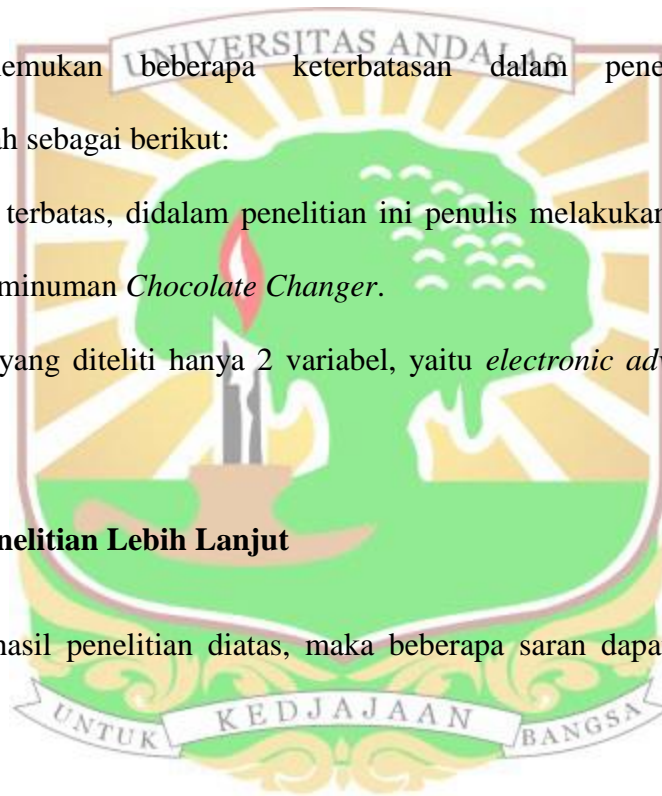 UNIVERSITAS ANDALAS
emukan beberapa keterbatasan dalam pene
ah sebagai berikut:
terbatas, didalam penelitian ini penulis melakukan
minuman Chocolate Changer.
yang diteliti hanya 2 variabel, yaitu electronic adv
nelitian Lebih Lanjut
hasil penelitian diatas, maka beberapa saran dapa
UNTUK KEDJAJAAN BANGSA